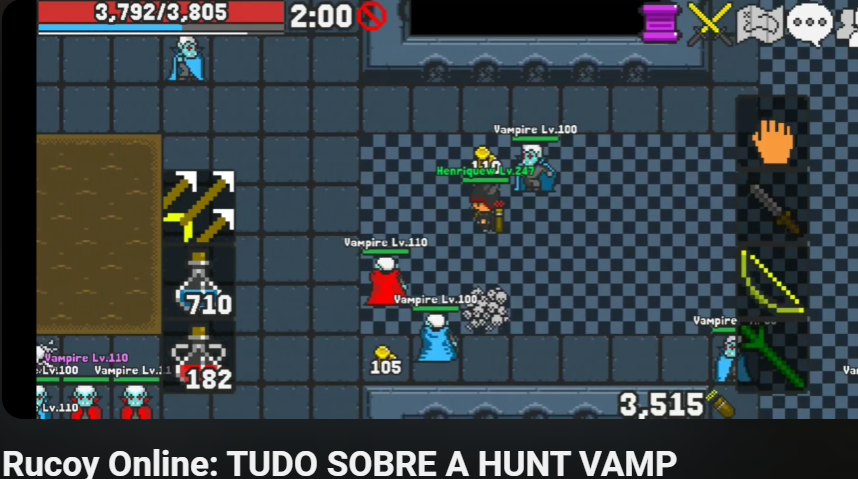 3,792/3,805
2:00
Vampire Lv.100
110
Henriquew Lv.247
Vampire Lv.110
Vampire Lv.100
710
Vampire
Vampire Lv.110
105
Lv.100 Vampire Lv.1
182
Lv.110
3,515
Rucoy Online: TUDO SOBRE A HUNT VAMP